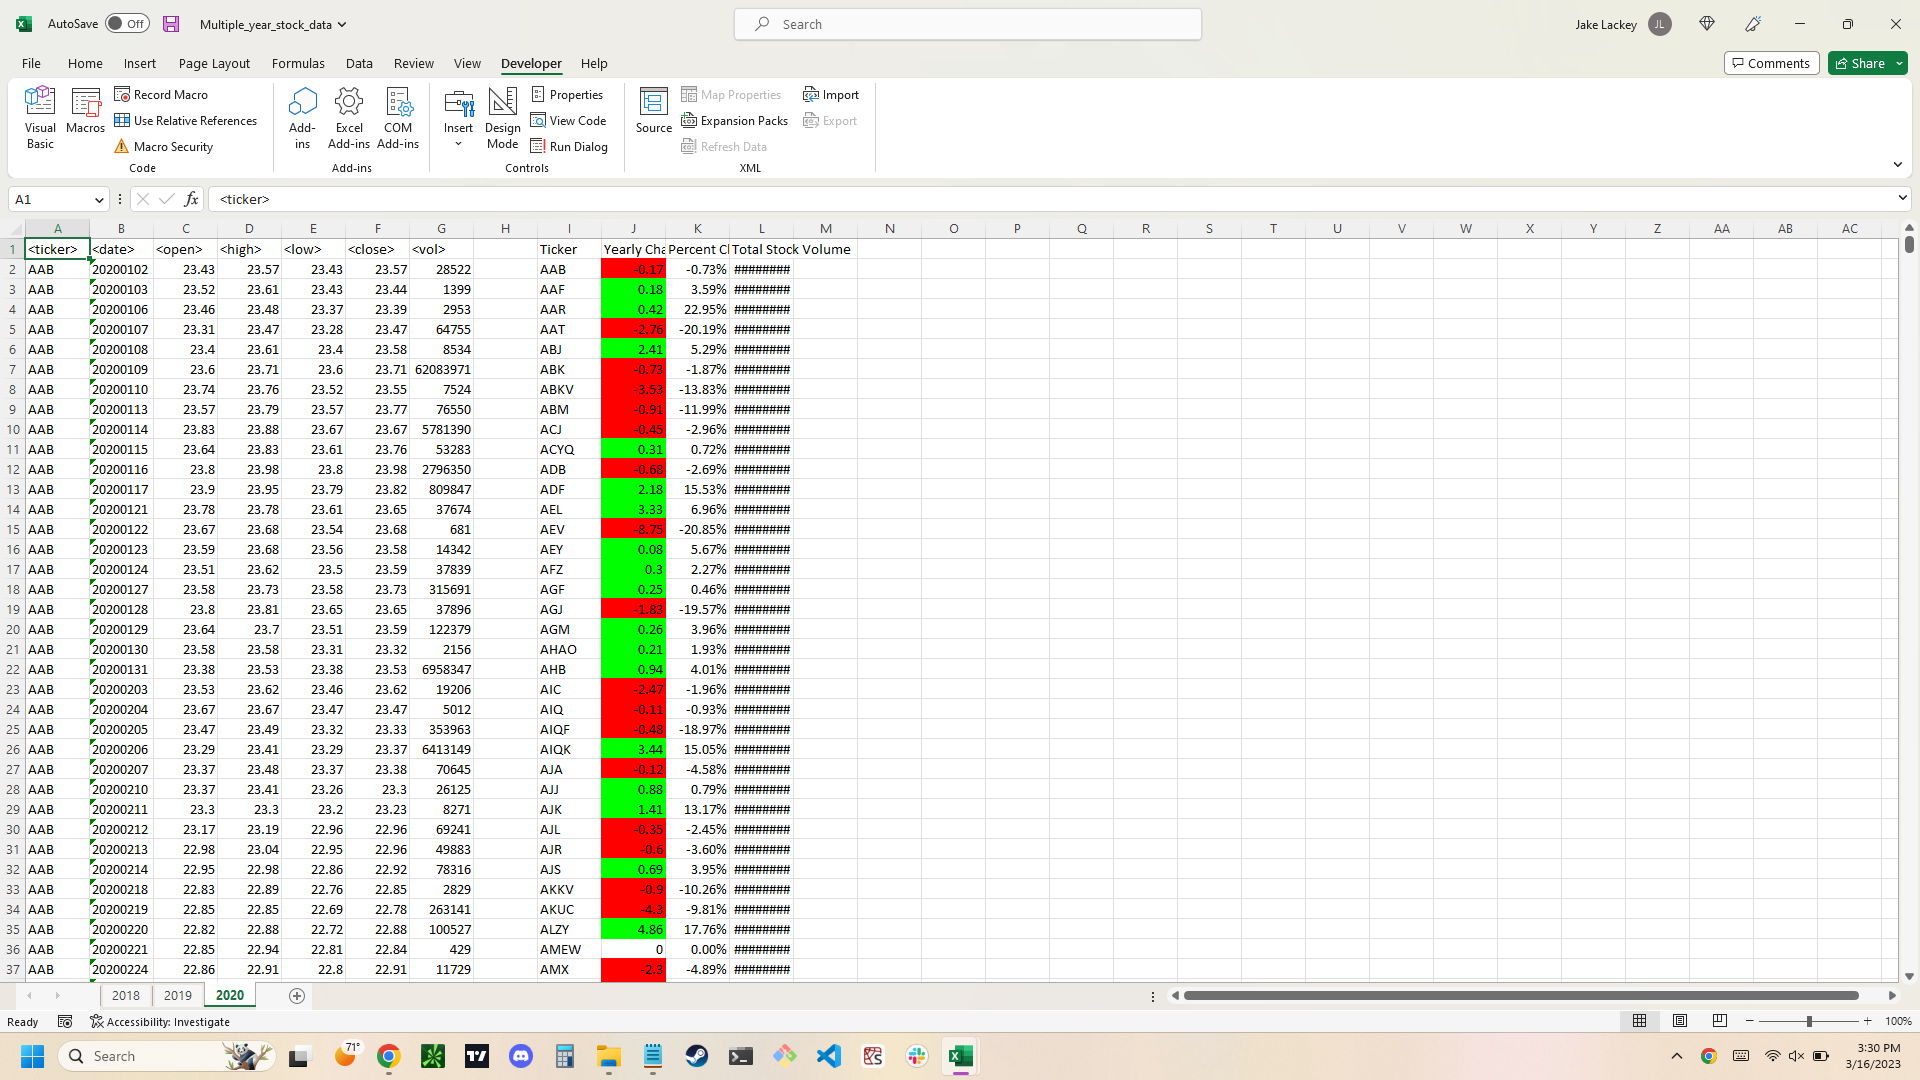 AutoSave Off Multiple_year_stock_data Search Jake Lackey JL
File Home Insert Page Layout Formulas Data Review View Developer Help Comments Share
Visual Basic Macros Record Macro Use Relative References Macro Security Code
Add-ins Excel Add-ins COM Add-ins Add-ins
Insert Design Mode Properties View Code Run Dialog Controls
Source Map Properties Expansion Packs Refresh Data Import Export XML
A1 fx <ticker>
A B C D E F G H I J K L M N O P Q R S T U V W X Y Z AA AB AC
1 <ticker> <date> <open> <high> <low> <close> <vol> Ticker Yearly Cha Percent Cl Total Stock Volume
2 AAB 20200102 23.43 23.57 23.43 23.57 28522 AAB -0.17 -0.73% ########
3 AAB 20200103 23.52 23.61 23.43 23.44 1399 AAF 0.18 3.59% ########
4 AAB 20200106 23.46 23.48 23.37 23.39 2953 AAR 0.42 22.95% ########
5 AAB 20200107 23.31 23.47 23.28 23.47 64755 AAT -2.76 -20.19% ########
6 AAB 20200108 23.4 23.61 23.4 23.58 8534 ABJ 2.41 5.29% ########
7 AAB 20200109 23.6 23.71 23.6 23.71 62083971 ABK -0.73 -1.87% ########
8 AAB 20200110 23.74 23.76 23.52 23.55 7524 ABKV -3.53 -13.83% ########
9 AAB 20200113 23.57 23.79 23.57 23.77 76550 ABM -0.91 -11.99% ########
10 AAB 20200114 23.83 23.88 23.67 23.67 5781390 ACJ -0.45 -2.96% ########
11 AAB 20200115 23.64 23.83 23.61 23.76 53283 ACYQ 0.31 0.72% ########
12 AAB 20200116 23.8 23.98 23.8 23.98 2796350 ADB -0.68 -2.69% ########
13 AAB 20200117 23.9 23.95 23.79 23.82 809847 ADF 2.18 15.53% ########
14 AAB 20200121 23.78 23.78 23.61 23.65 37674 AEL 3.33 6.96% ########
15 AAB 20200122 23.67 23.68 23.54 23.68 681 AEV -8.75 -20.85% ########
16 AAB 20200123 23.59 23.68 23.56 23.58 14342 AEY 0.08 5.67% ########
17 AAB 20200124 23.51 23.62 23.5 23.59 37839 AFZ 0.3 2.27% ########
18 AAB 20200127 23.58 23.73 23.58 23.73 315691 AGF 0.25 0.46% ########
19 AAB 20200128 23.8 23.81 23.65 23.65 37896 AGJ -1.83 -19.57% ########
20 AAB 20200129 23.64 23.7 23.51 23.59 122379 AGM 0.26 3.96% ########
21 AAB 20200130 23.58 23.58 23.31 23.32 2156 AHAO 0.21 1.93% ########
22 AAB 20200131 23.38 23.53 23.38 23.53 6958347 AHB 0.94 4.01% ########
23 AAB 20200203 23.53 23.62 23.46 23.62 19206 AIC -2.47 -1.96% ########
24 AAB 20200204 23.67 23.67 23.47 23.47 5012 AIQ -0.11 -0.93% ########
25 AAB 20200205 23.47 23.49 23.32 23.33 353963 AIQF -0.48 -18.97% ########
26 AAB 20200206 23.29 23.41 23.29 23.37 6413149 AIQK 3.44 15.05% ########
27 AAB 20200207 23.37 23.48 23.37 23.38 70645 AJA -0.12 -4.58% ########
28 AAB 20200210 23.37 23.41 23.26 23.3 26125 AJJ 0.88 0.79% ########
29 AAB 20200211 23.3 23.3 23.2 23.23 8271 AJK 1.41 13.17% ########
30 AAB 20200212 23.17 23.19 22.96 22.96 69241 AJL -0.35 -2.45% ########
31 AAB 20200213 22.98 23.04 22.95 22.96 49883 AJR -0.6 -3.60% ########
32 AAB 20200214 22.95 22.98 22.86 22.92 78316 AJS 0.69 3.95% ########
33 AAB 20200218 22.83 22.89 22.76 22.85 2829 AKKV -0.9 -10.26% ########
34 AAB 20200219 22.85 22.85 22.69 22.78 263141 AKUC -4.3 -9.81% ########
35 AAB 20200220 22.82 22.88 22.72 22.88 100527 ALZY 4.86 17.76% ########
36 AAB 20200221 22.85 22.94 22.81 22.84 429 AMEW 0 0.00% ########
37 AAB 20200224 22.86 22.91 22.8 22.91 11729 AMX -2.3 -4.89% ########
2018 2019 2020
Ready Accessibility: Investigate 100%
Search 71° 3:30 PM
3/16/2023